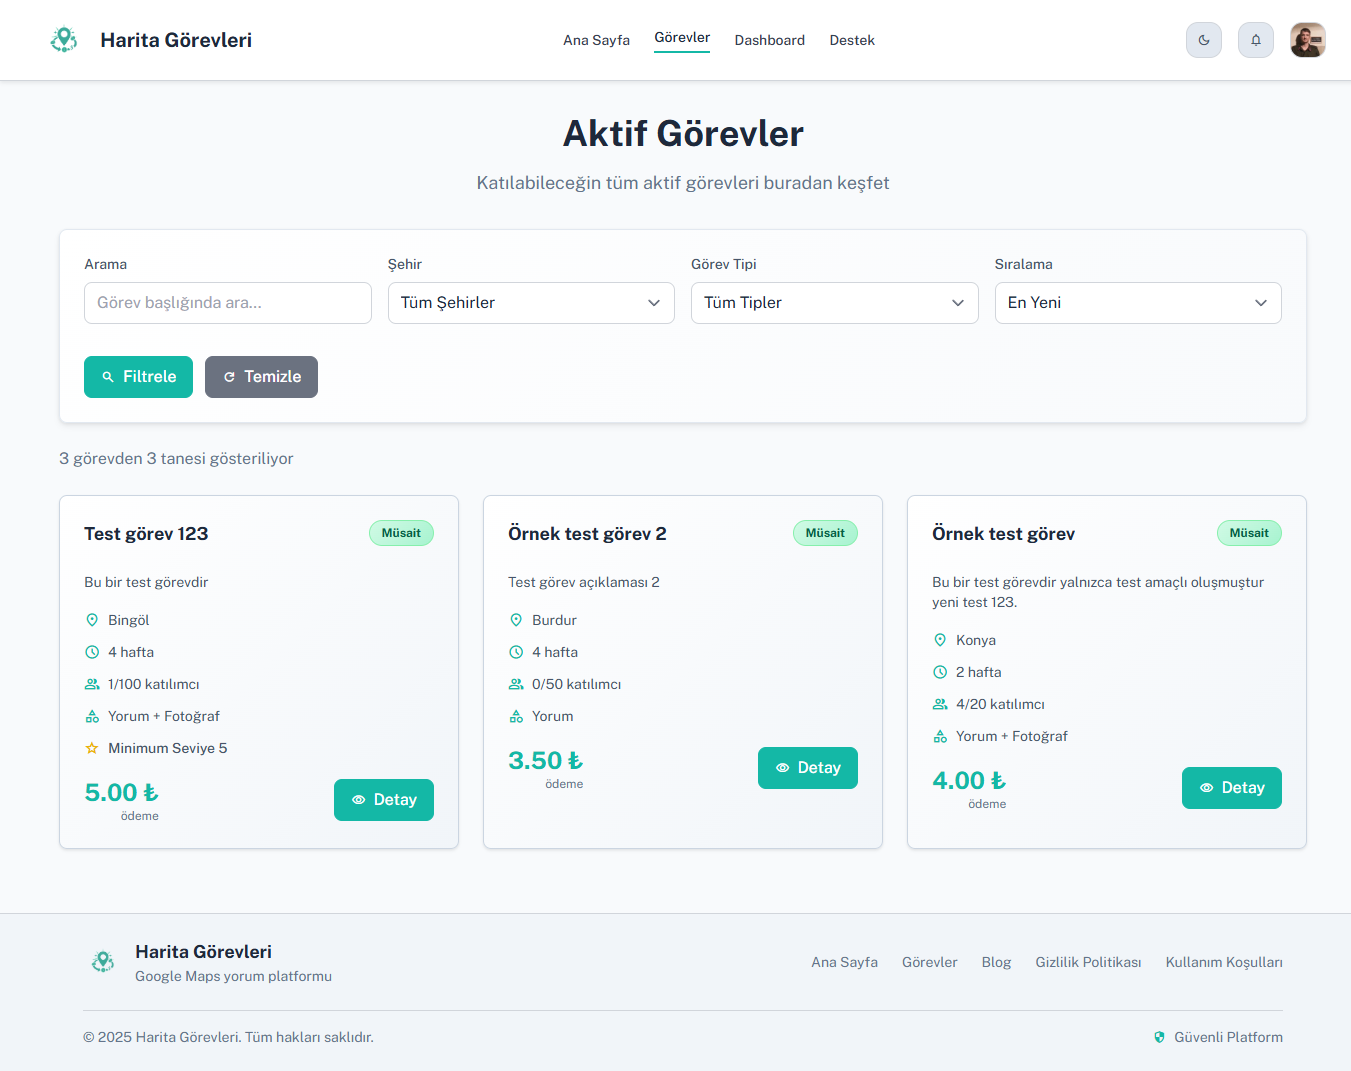 Harita Görevleri
Ana Sayfa
Görevler
Dashboard
Destek
Aktif Görevler
Katılabileceğin tüm aktif görevleri buradan keşfet
Arama
Şehir
Görev Tipi
Sıralama
Görev başlığında ara...
Tüm Şehirler
Tüm Tipler
En Yeni
Filtrele
Temizle
3 görevden 3 tanesi gösteriliyor
Test görev 123
Müsait
Bu bir test görevdir
Bingöl
4 hafta
1/100 katılımcı
Yorum + Fotoğraf
Minimum Seviye 5
5.00 ₺
ödeme
Detay
Örnek test görev 2
Müsait
Test görev açıklaması 2
Burdur
4 hafta
0/50 katılımcı
Yorum
3.50 ₺
ödeme
Detay
Örnek test görev
Müsait
Bu bir test görevdir yalnızca test amaçlı oluşmuştur
yeni test 123.
Konya
2 hafta
4/20 katılımcı
Yorum + Fotoğraf
4.00 ₺
ödeme
Detay
Harita Görevleri
Google Maps yorum platformu
Ana Sayfa
Görevler
Blog
Gizlilik Politikası
Kullanım Koşulları
© 2025 Harita Görevleri. Tüm hakları saklıdır.
Güvenli Platform